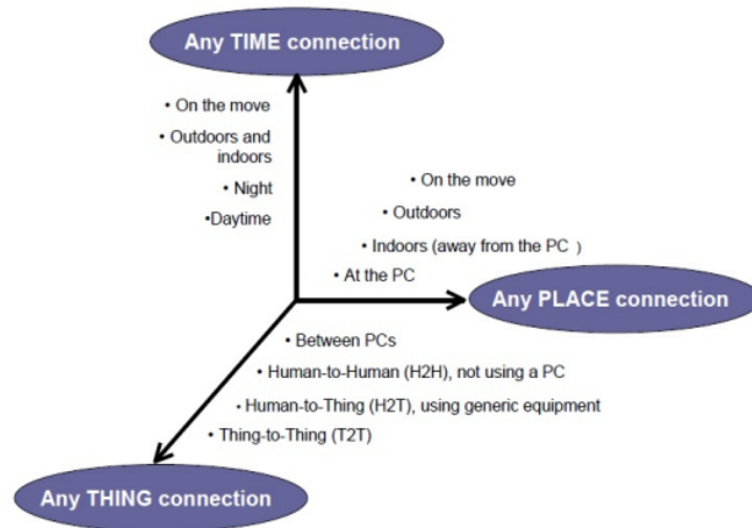 Any TIME connection
• On the move
• Outdoors and
indoors
• Night
•Daytime
• On the move
• Outdoors
• Indoors (away from the PC )
• At the PC
Any PLACE connection
• Between PCs
• Human-to-Human (H2H), not using a PC
• Human-to-Thing (H2T), using generic equipment
• Thing-to-Thing (T2T)
Any THING connection